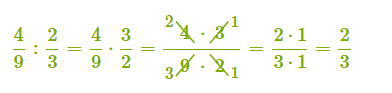 4/9 : 2/3 = 4/9 · 3/2 = (²4 · 3¹)/(₃9 · 2₁) = (2 · 1)/(3 · 1) = 2/3